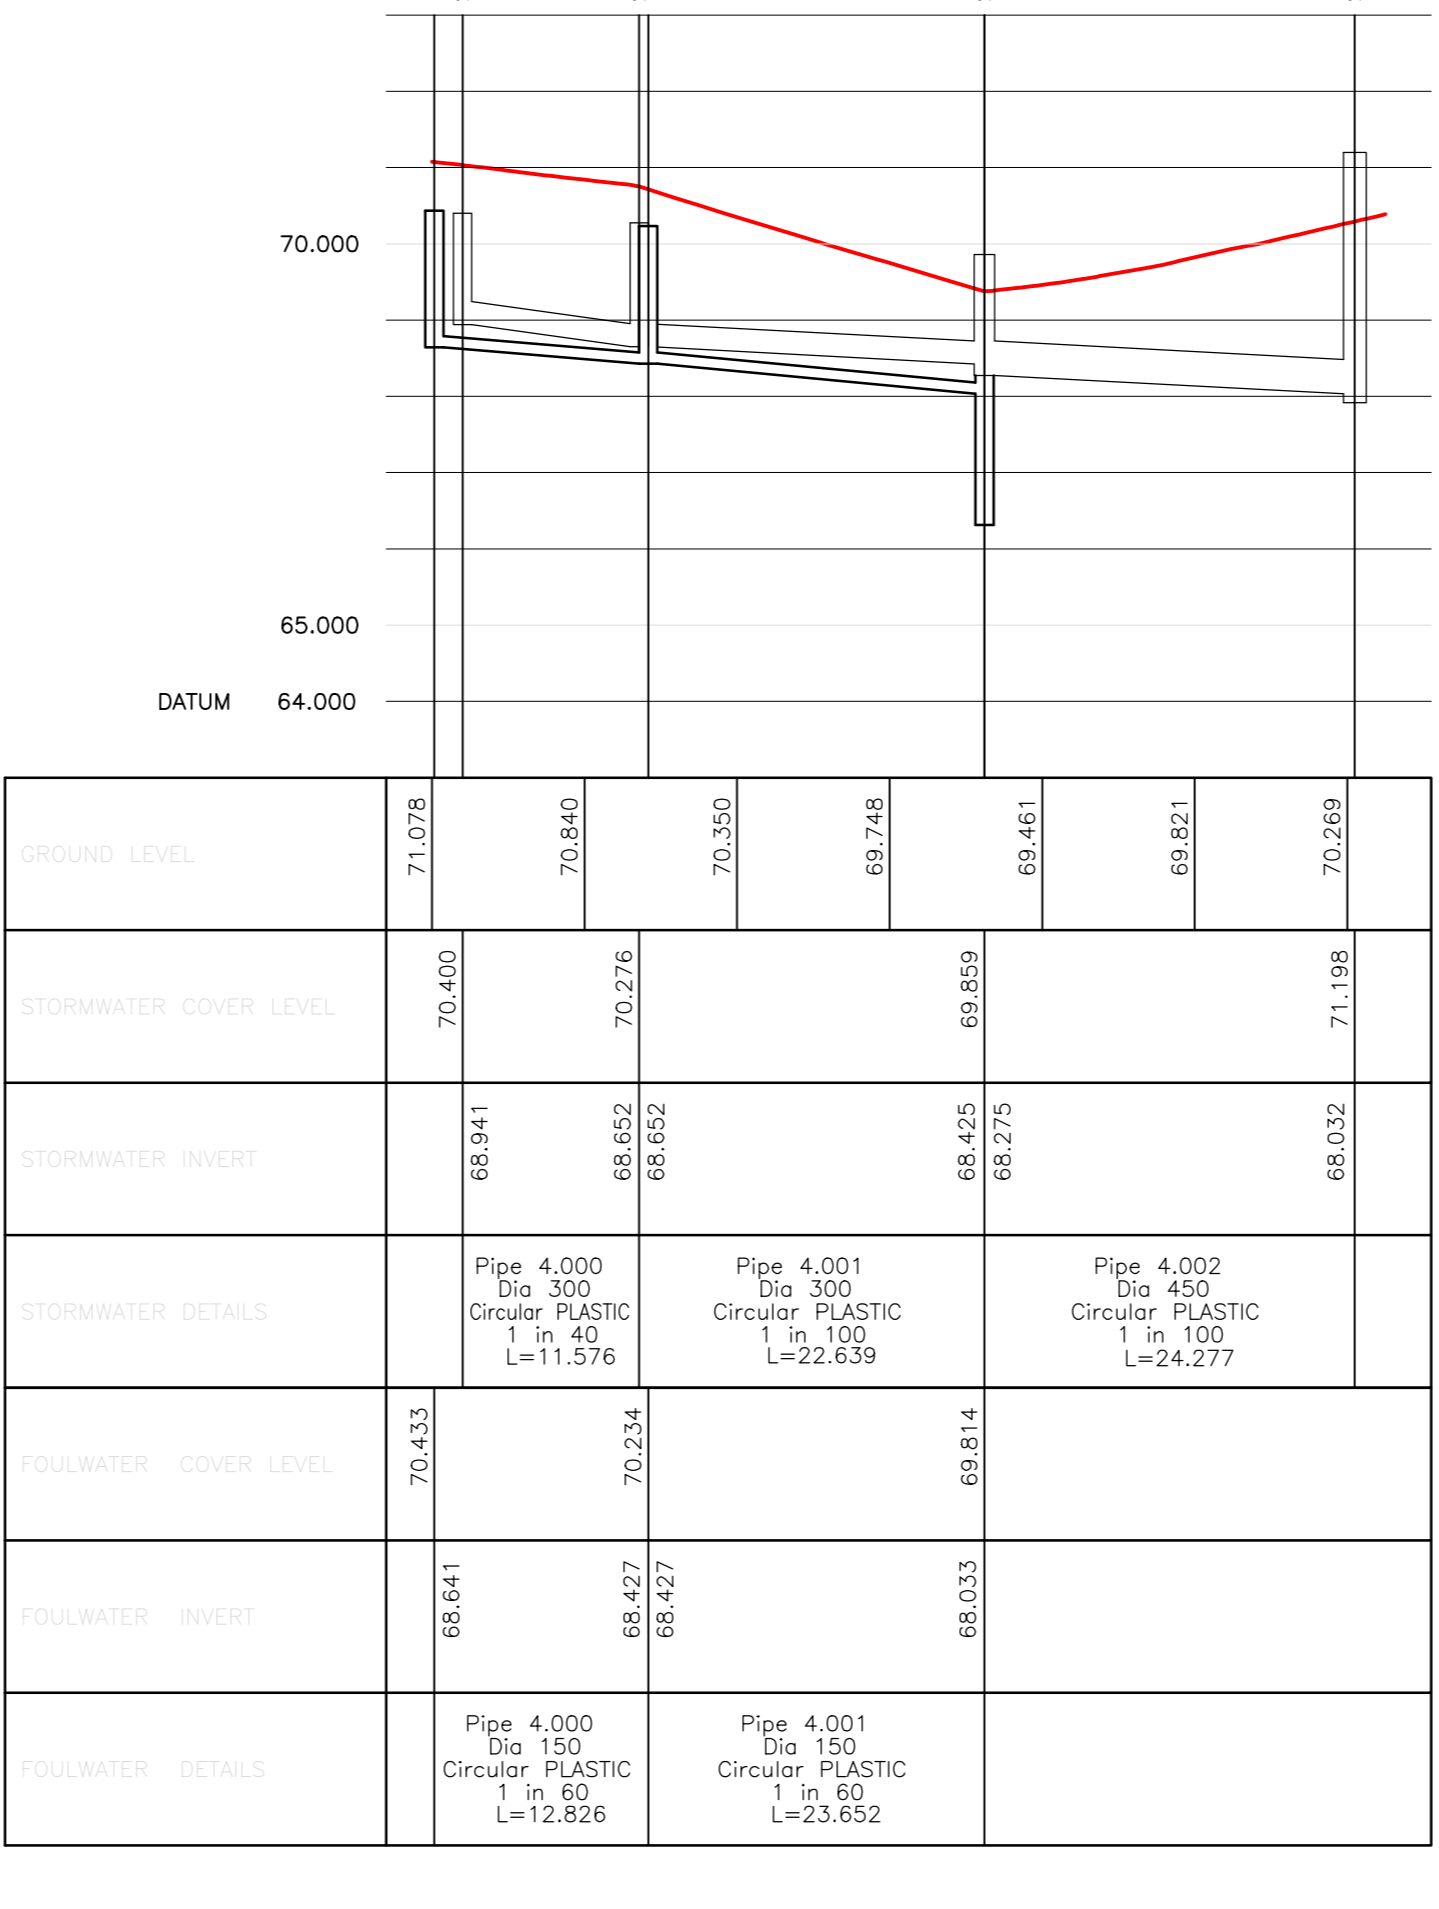 70.000
65.000
DATUM 64.000
GROUND LEVEL
71.078
70.840
70.350
69.748
69.461
69.821
70.269
STORMWATER COVER LEVEL
70.400
70.276
69.859
71.198
STORMWATER INVERT
68.941
68.652
68.652
68.425
68.275
68.032
STORMWATER DETAILS
Pipe 4.000
Dia 300
Circular PLASTIC
1 in 40
L=11.576
Pipe 4.001
Dia 300
Circular PLASTIC
1 in 100
L=22.639
Pipe 4.002
Dia 450
Circular PLASTIC
1 in 100
L=24.277
FOULWATER COVER LEVEL
70.433
70.234
69.814
FOULWATER INVERT
68.641
68.427
68.427
68.033
FOULWATER DETAILS
Pipe 4.000
Dia 150
Circular PLASTIC
1 in 60
L=12.826
Pipe 4.001
Dia 150
Circular PLASTIC
1 in 60
L=23.652